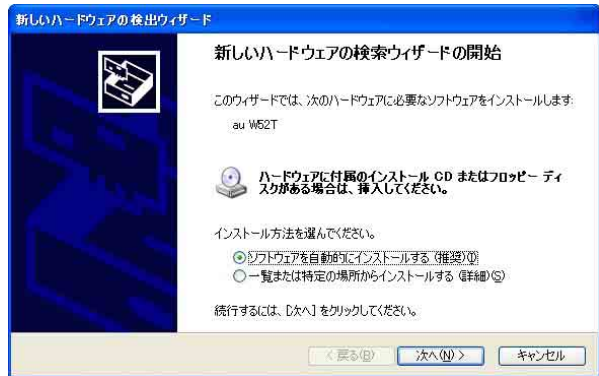 新しいハードウェアの検出ウィザード
新しいハードウェアの検索ウィザードの開始
このウィザードでは、次のハードウェアに必要なソフトウェアをインストールします:
au W52T
ハードウェアに付属のインストール CD またはフロッピー ディ
スクがある場合は、挿入してください。
インストール方法を選んでください。
ソフトウェアを自動的にインストールする (推奨)(I)
一覧または特定の場所からインストールする (詳細)(S)
続行するには、[次へ] をクリックしてください。
< 戻る(B) 次へ(N) > キャンセル